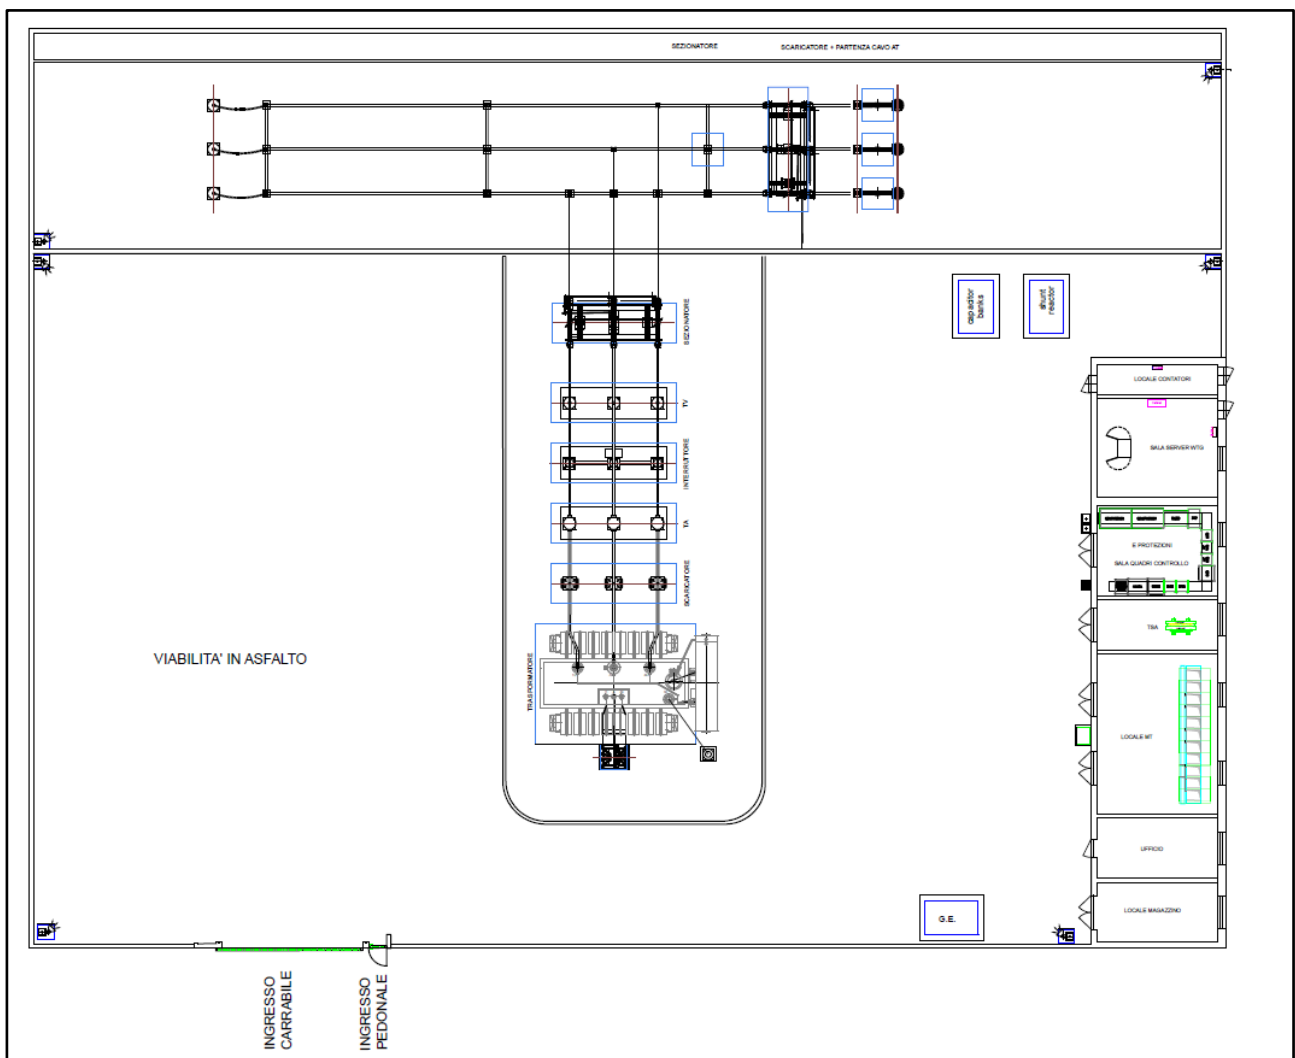 SEZIONATORE
SCARICATORE + PARTENZA CAVO AT
capacitor
banks
shunt
reactor
SEZIONATORE
TV
INTERRUTTORE
TA
SCARICATORE
TRASFORMATORE
LOCALE CONTATORI
SALA SERVER WTG
E PROTEZIONI
SALA QUADRI CONTROLLO
TSA
LOCALE MT
UFFICIO
LOCALE MAGAZZINO
VIABILITA' IN ASFALTO
G.E.
INGRESSO
CARRABILE
INGRESSO
PEDONALE